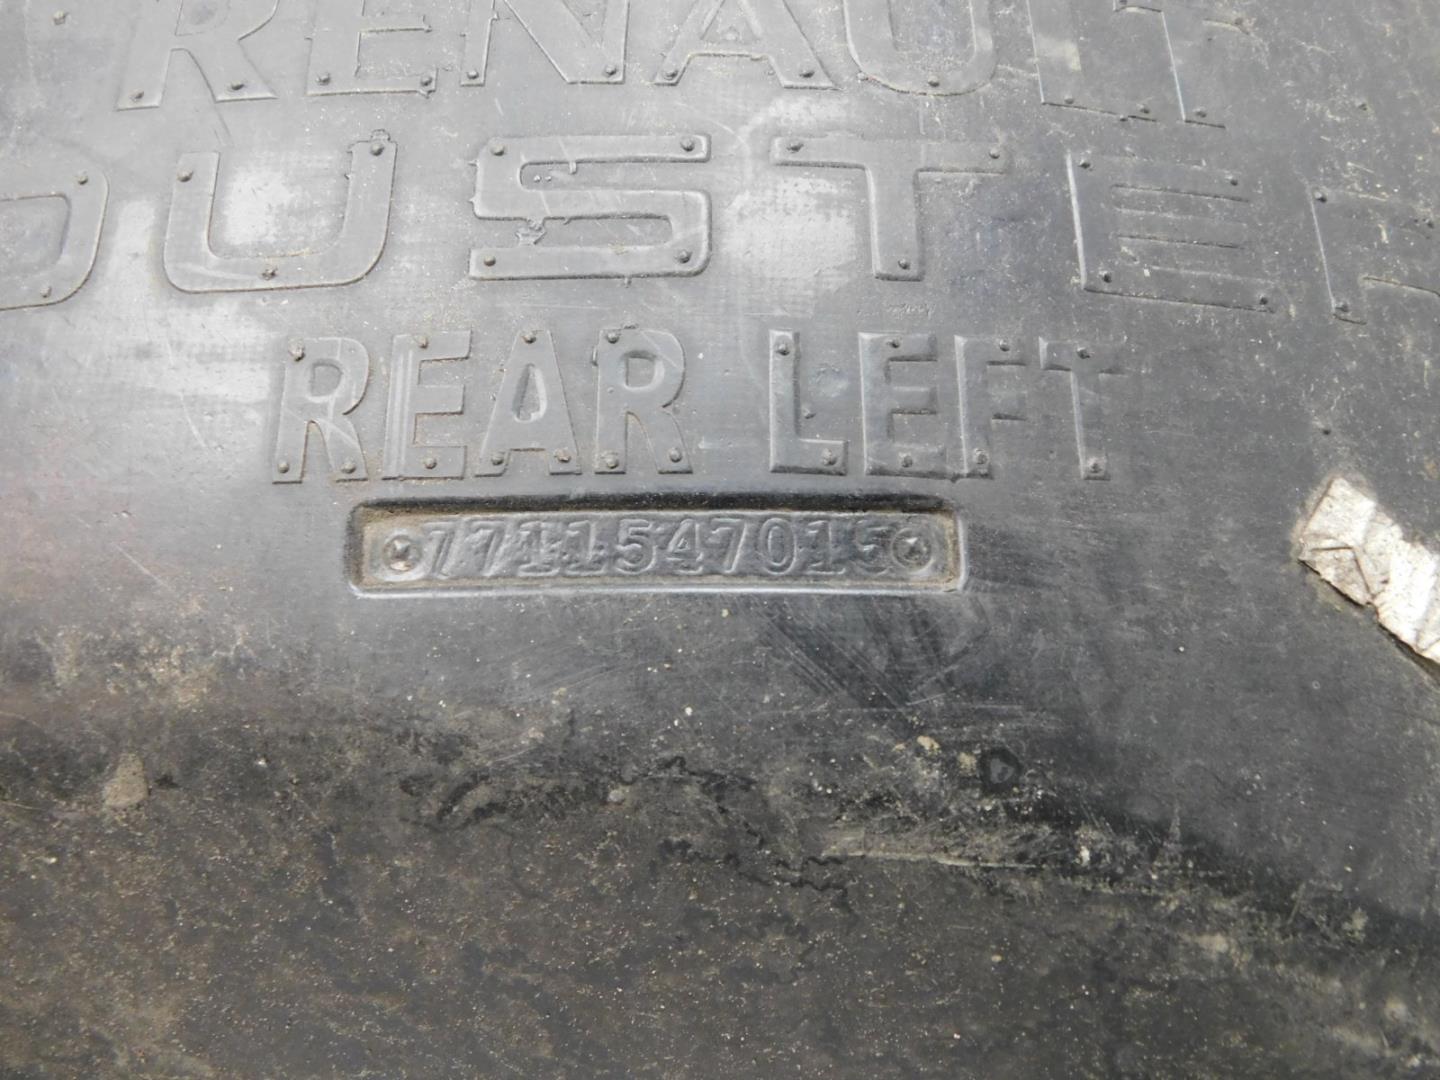 RENAULT
DUSTER
REAR LEFT
7711547015